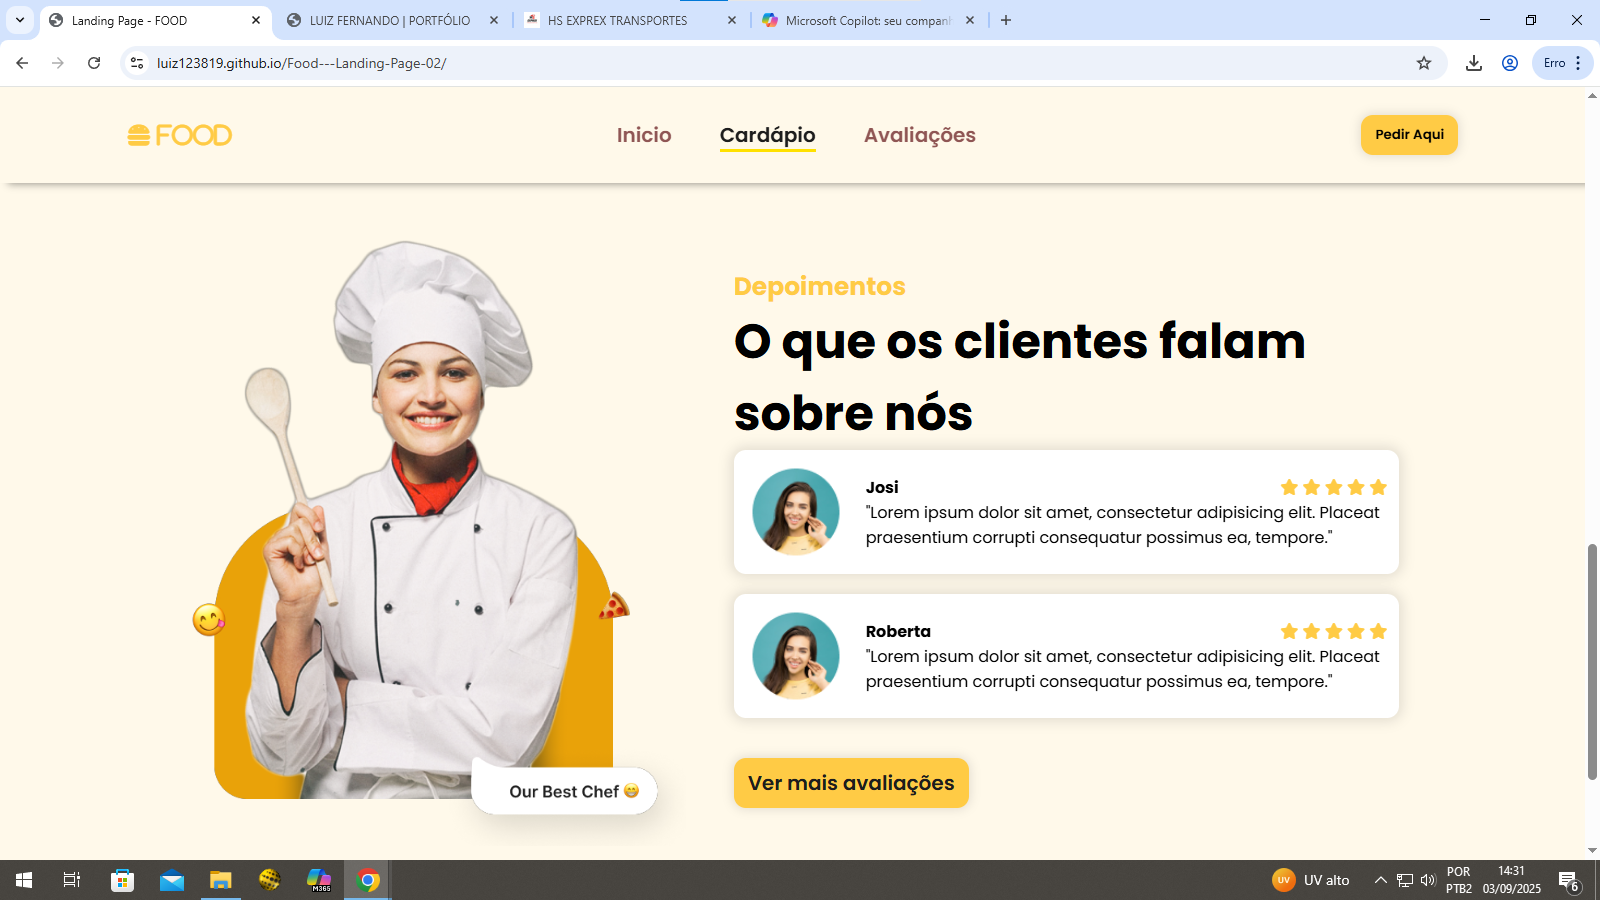 Landing Page - FOOD
LUIZ FERNANDO | PORTFÓLIO
HS EXPREX TRANSPORTES
Microsoft Copilot: seu companh
luiz123819.github.io/Food---Landing-Page-02/
Erro
FOOD
Inicio
Cardápio
Avaliações
Pedir Aqui
Depoimentos
O que os clientes falam
sobre nós
Josi
"Lorem ipsum dolor sit amet, consectetur adipisicing elit. Placeat
praesentium corrupti consequatur possimus ea, tempore."
Roberta
"Lorem ipsum dolor sit amet, consectetur adipisicing elit. Placeat
praesentium corrupti consequatur possimus ea, tempore."
Ver mais avaliações
Our Best Chef 😁
M365
UV
UV alto
POR
PTB2
14:31
03/09/2025
6